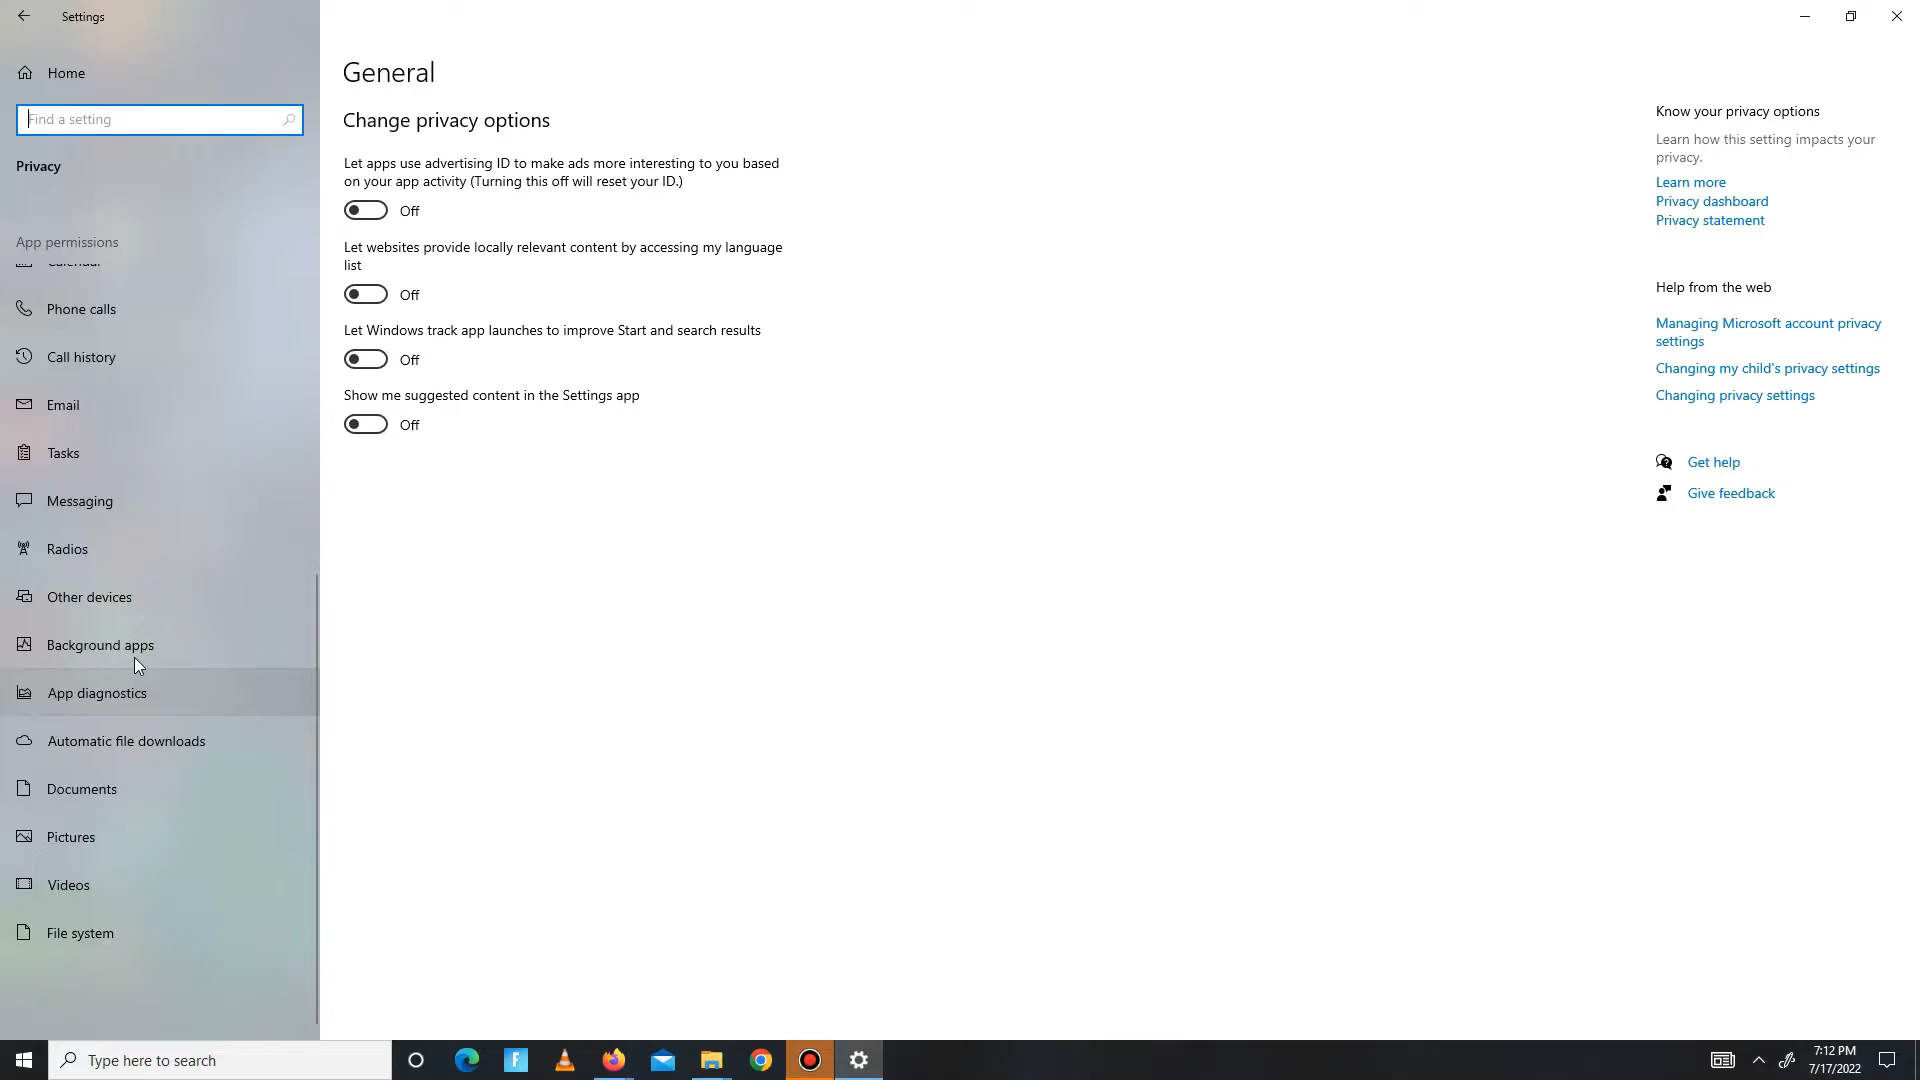 Settings
Home
Find a setting
Privacy
App permissions
Calendar
Phone calls
Call history
Email
Tasks
Messaging
Radios
Other devices
Background apps
App diagnostics
Automatic file downloads
Documents
Pictures
Videos
File system
General
Change privacy options
Let apps use advertising ID to make ads more interesting to you based
on your app activity (Turning this off will reset your ID.)
Off
Let websites provide locally relevant content by accessing my language
list
Off
Let Windows track app launches to improve Start and search results
Off
Show me suggested content in the Settings app
Off
Know your privacy options
Learn how this setting impacts your
privacy.
Learn more
Privacy dashboard
Privacy statement
Help from the web
Managing Microsoft account privacy
settings
Changing my child's privacy settings
Changing privacy settings
Get help
Give feedback
Type here to search
7:12 PM
7/17/2022